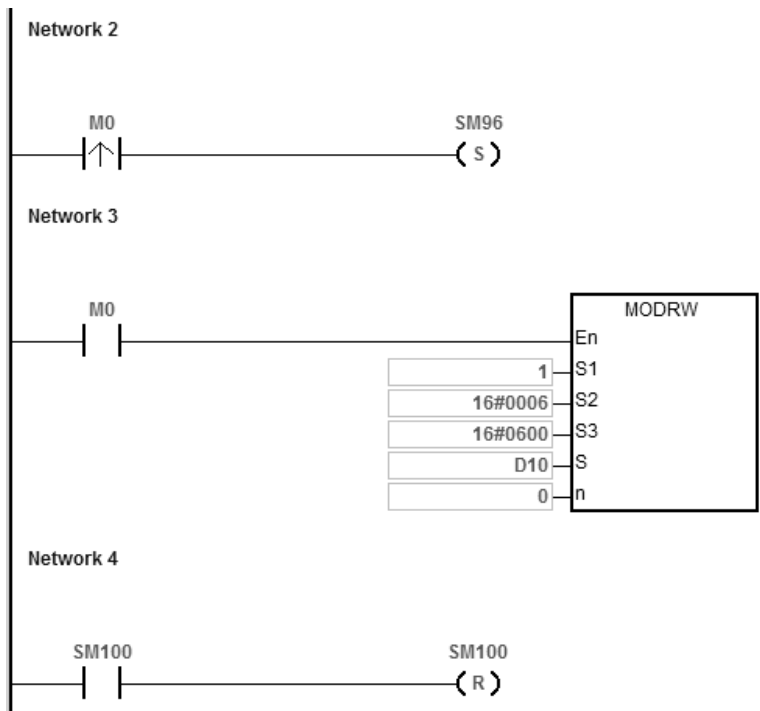 Network 2
M0 SM96
S
Network 3
M0 MODRW
En
1 S1
16#0006 S2
16#0600 S3
D10 S
0 n
Network 4
SM100 SM100
R